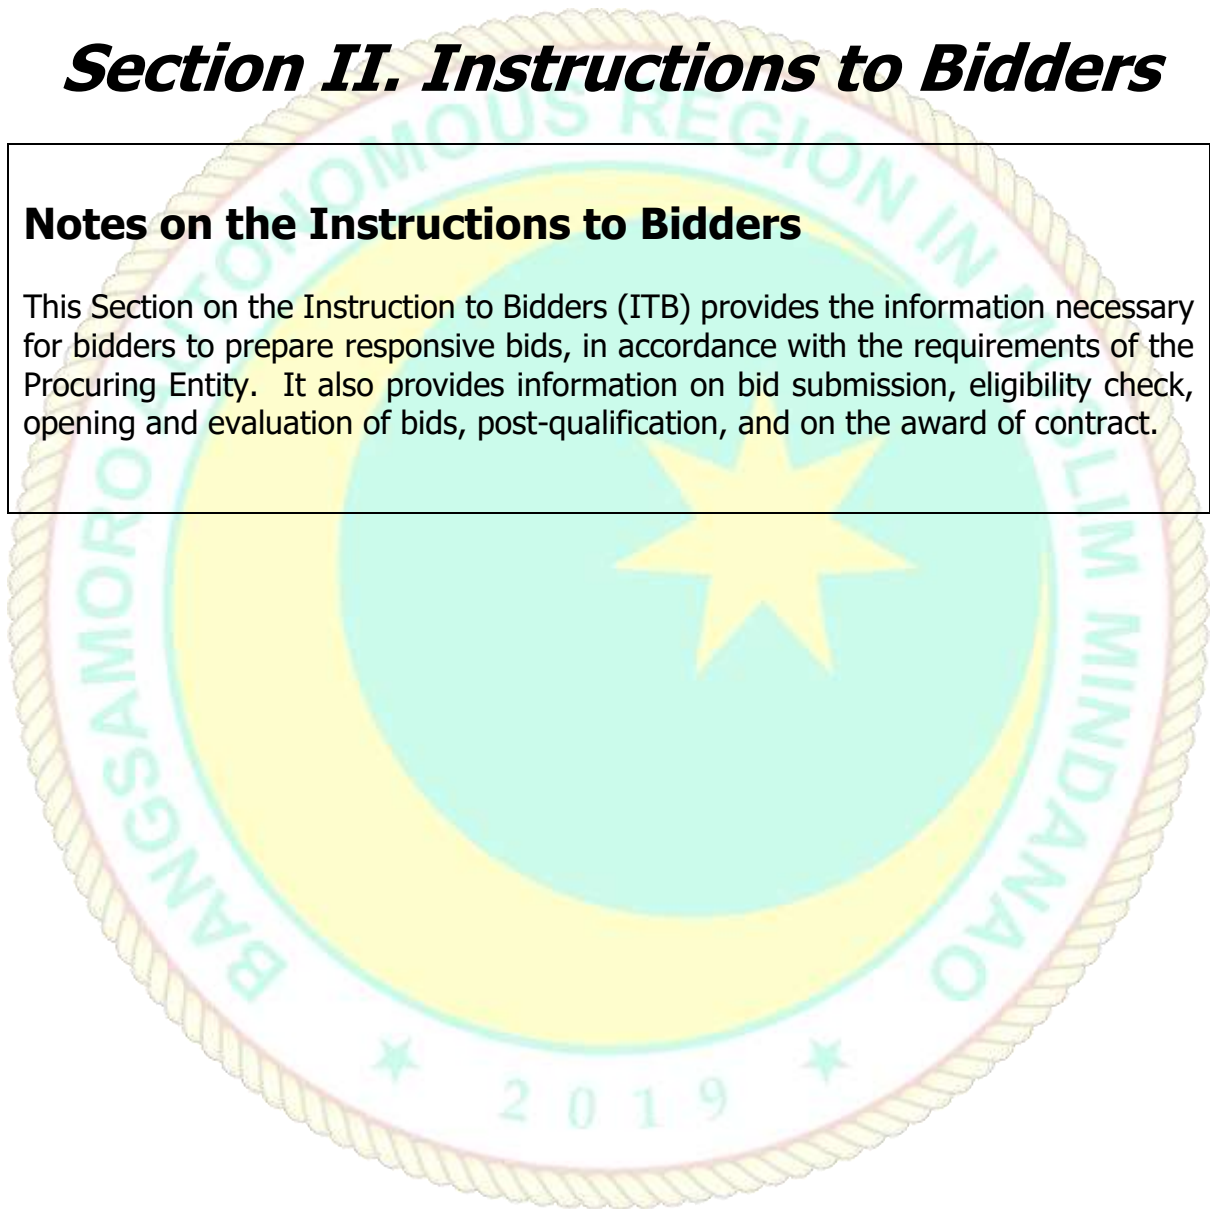 Section II. Instructions to Bidders
Notes on the Instructions to Bidders
This Section on the Instruction to Bidders (ITB) provides the information necessary
for bidders to prepare responsive bids, in accordance with the requirements of the
Procuring Entity.  It also provides information on bid submission, eligibility check,
opening and evaluation of bids, post-qualification, and on the award of contract.
BANGSAMORO AUTONOMOUS REGION IN MUSLIM MINDANAO
2019